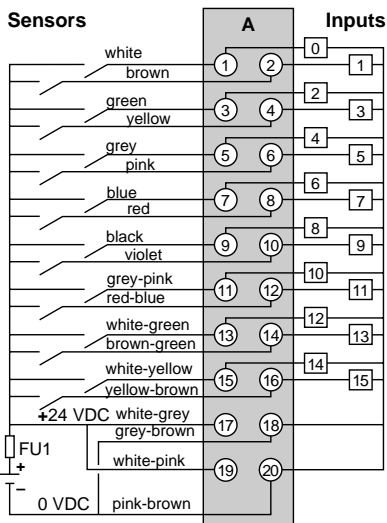 Sensors A Inputs
white 0
brown 1 2 1
green 2
yellow 3 4 3
grey 4
pink 5 6 5
blue 6
red 7 8 7
black 8
violet 9 10 9
grey-pink 10
red-blue 11 12 11
white-green 12
brown-green 13 14 13
white-yellow 14
yellow-brown 15 16 15
+24 VDC white-grey
grey-brown 17 18
FU1
+ white-pink 19 20
–
0 VDC pink-brown